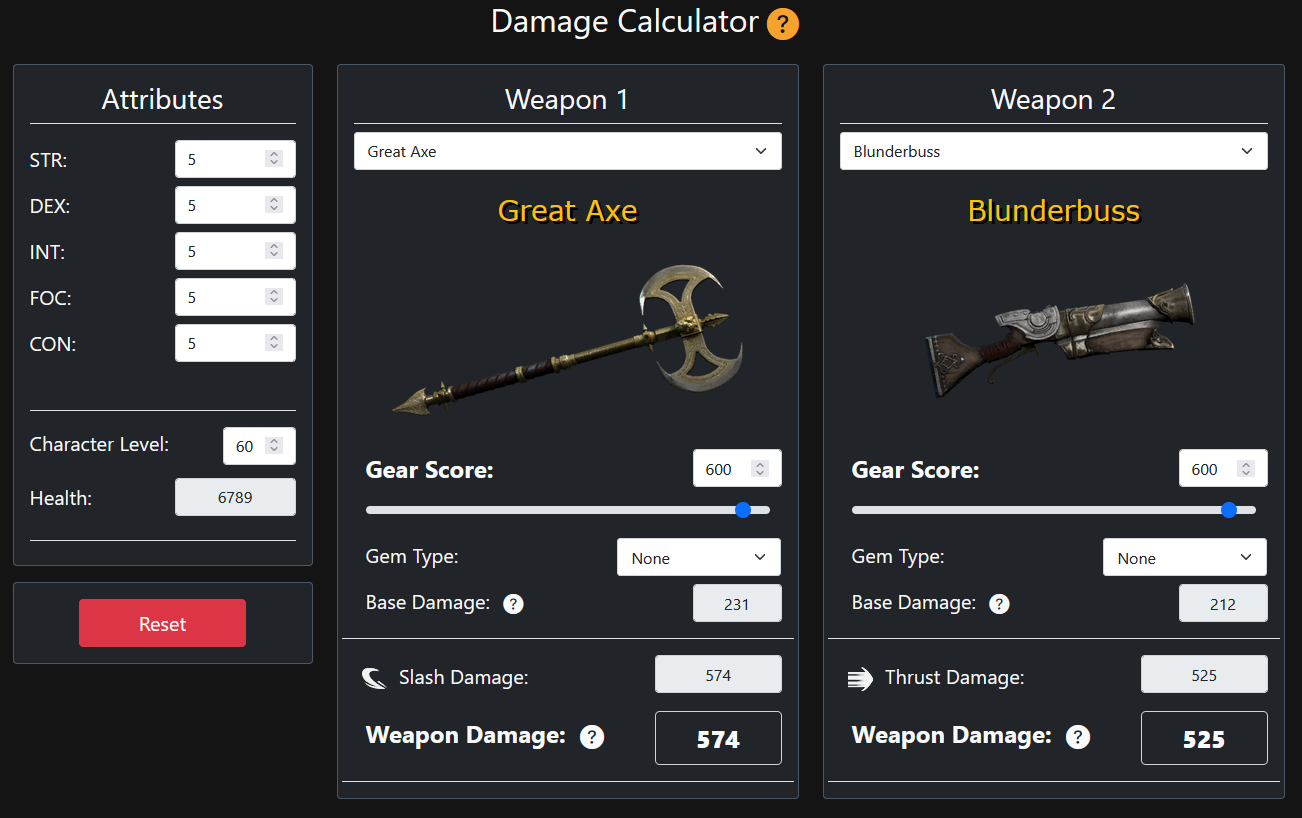 Damage Calculator ?
Attributes
STR: 5
DEX: 5
INT: 5
FOC: 5
CON: 5
Character Level: 60
Health: 6789
Reset
Weapon 1
Great Axe
Great Axe
Gear Score: 600
Gem Type: None
Base Damage: ? 231
Slash Damage: 574
Weapon Damage: ? 574
Weapon 2
Blunderbuss
Blunderbuss
Gear Score: 600
Gem Type: None
Base Damage: ? 212
Thrust Damage: 525
Weapon Damage: ? 525